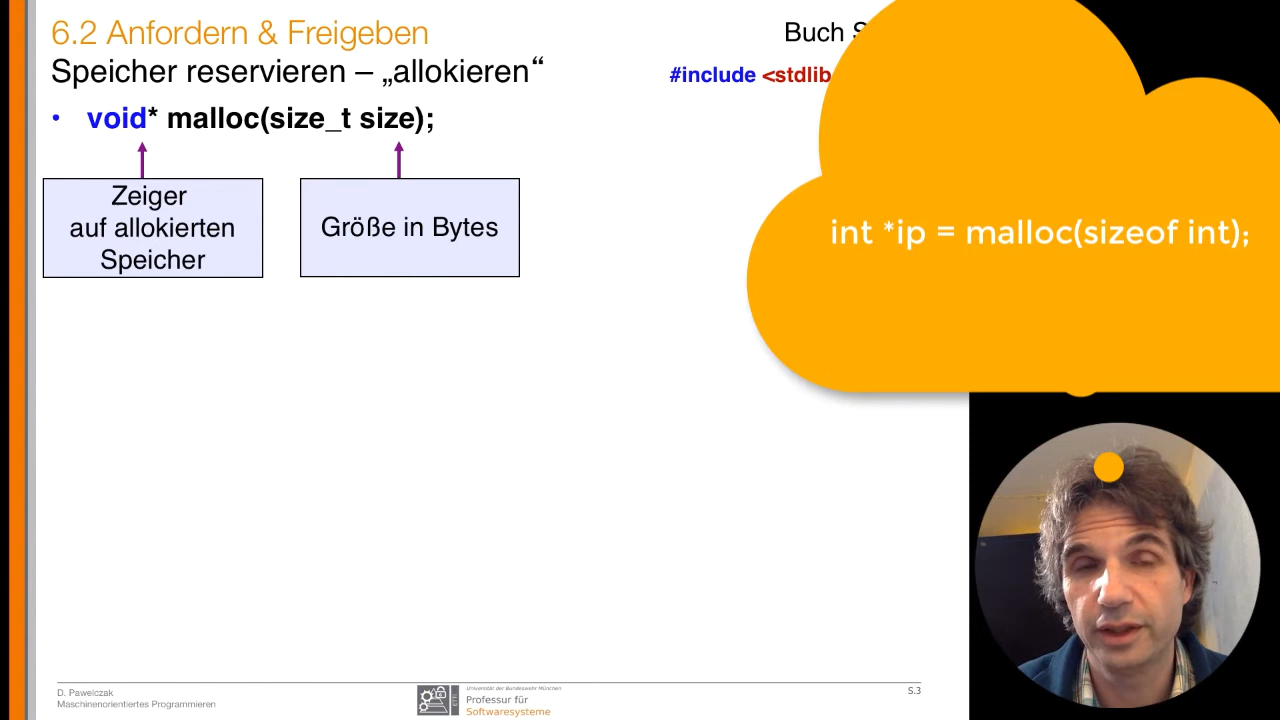 6.2 Anfordern & Freigeben
Buch S
Speicher reservieren – „allokieren“
#include <stdlib
• void* malloc(size_t size);
Zeiger
auf allokierten
Speicher
Größe in Bytes
int *ip = malloc(sizeof int);
D. Pawelczak
Maschinenorientiertes Programmieren
ETTI
Universität der Bundeswehr München
Professur für
Softwaresysteme
S.3